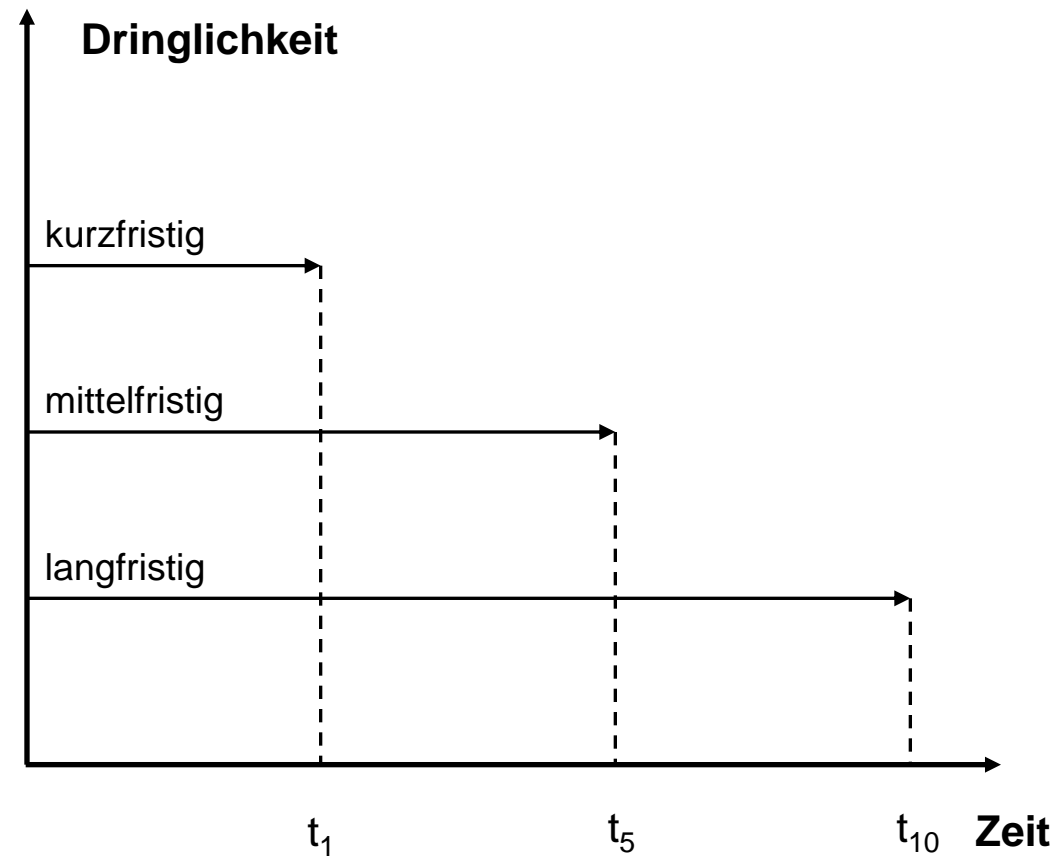 Dringlichkeit
kurzfristig
mittelfristig
langfristig
t₁ t₅ t₁₀ Zeit